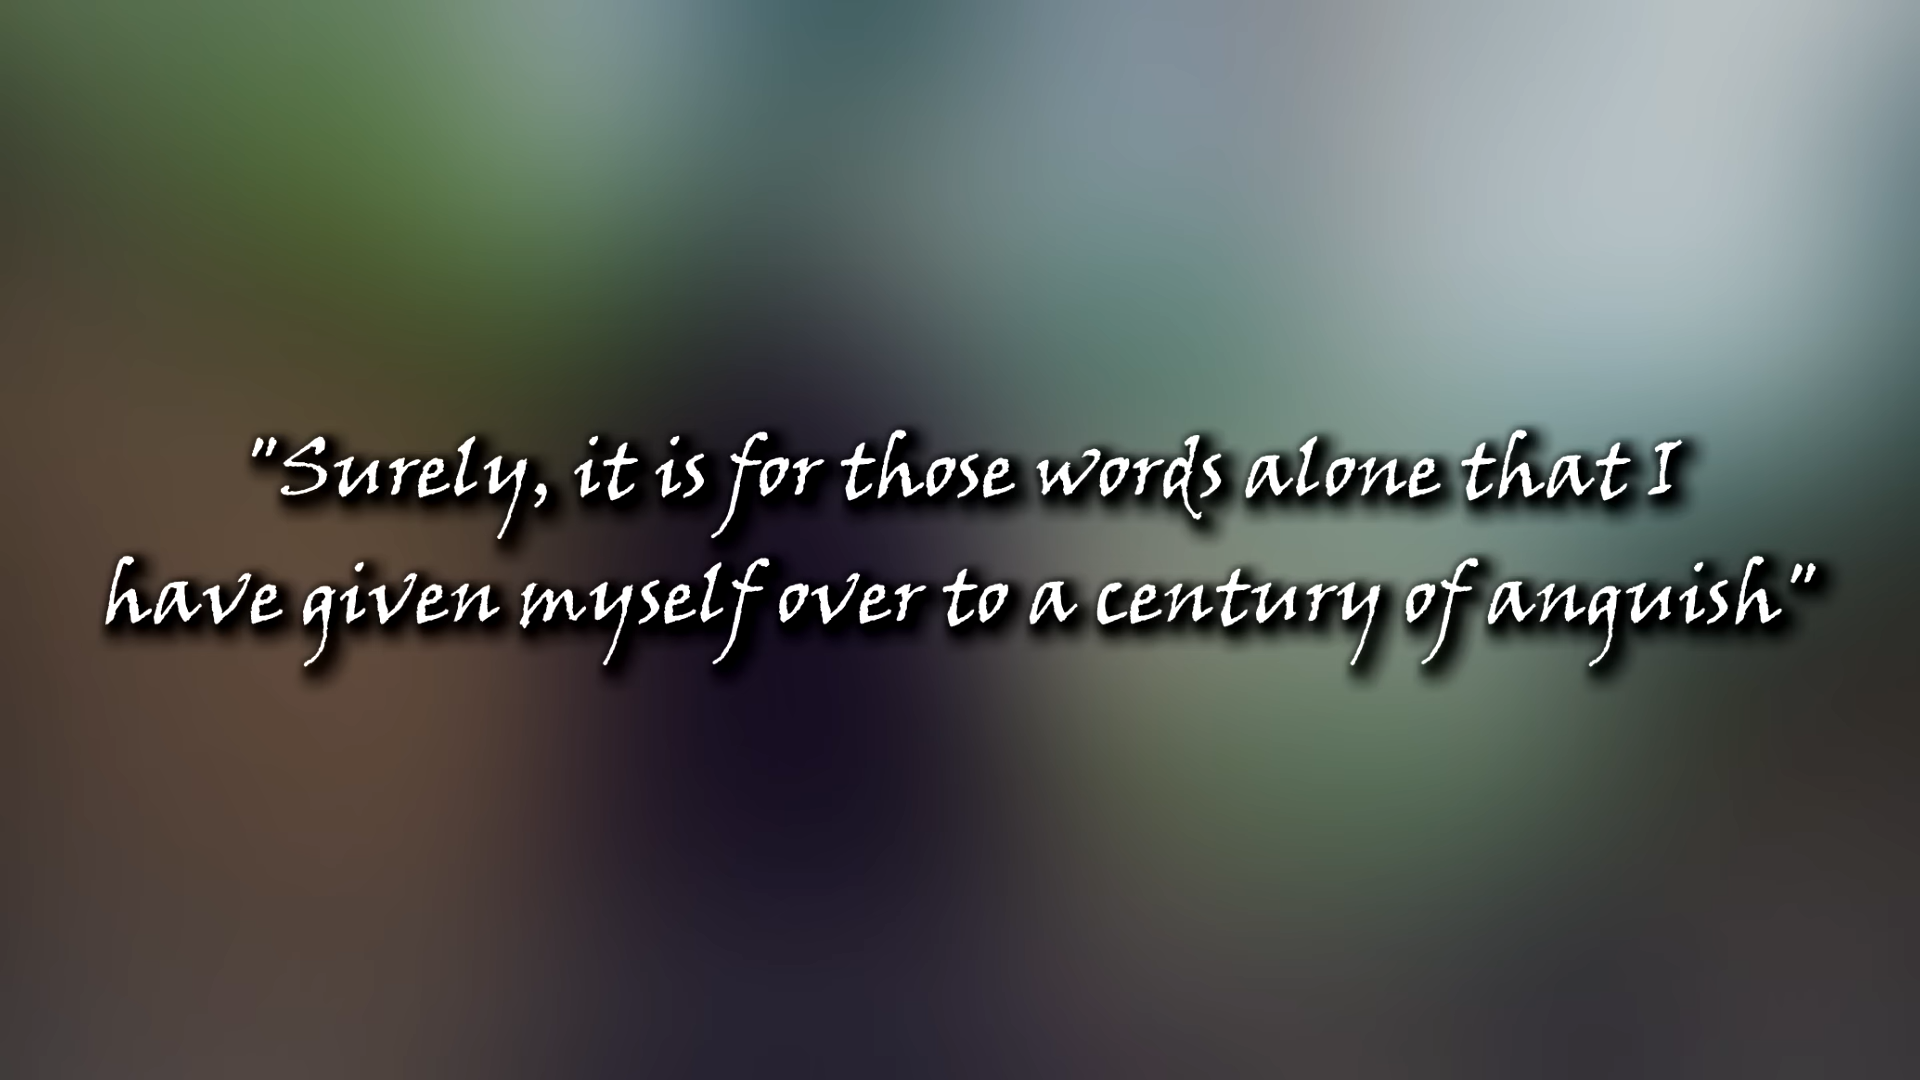 "Surely, it is for those words alone that I
have given myself over to a century of anguish"